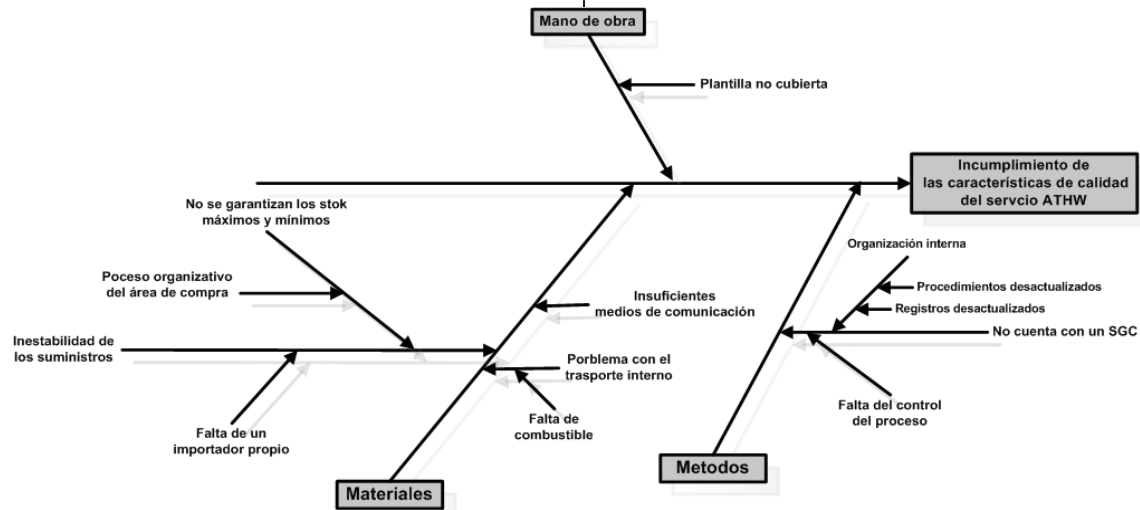 Mano de obra
Plantilla no cubierta
Incumplimiento de
las características de calidad
del servcio ATHW
No se garantizan los stok
máximos y mínimos
Organización interna
Poceso organizativo
del área de compra
Procedimientos desactualizados
Insuficientes
medios de comunicación
Registros desactualizados
Inestabilidad de
los suministros
No cuenta con un SGC
Porblema con el
trasporte interno
Falta del control
del proceso
Falta de
combustible
Falta de un
importador propio
Metodos
Materiales